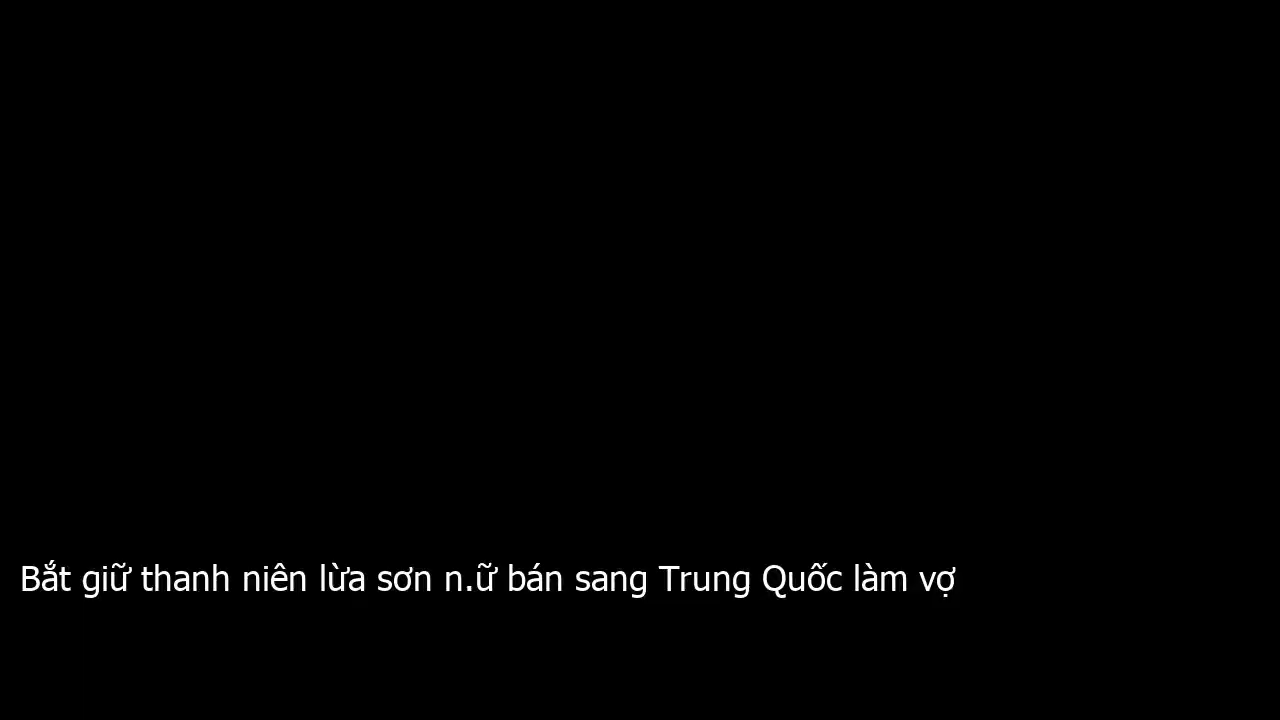 Bắt giữ thanh niên lừa sơn n.ữ bán sang Trung Quốc làm vợ